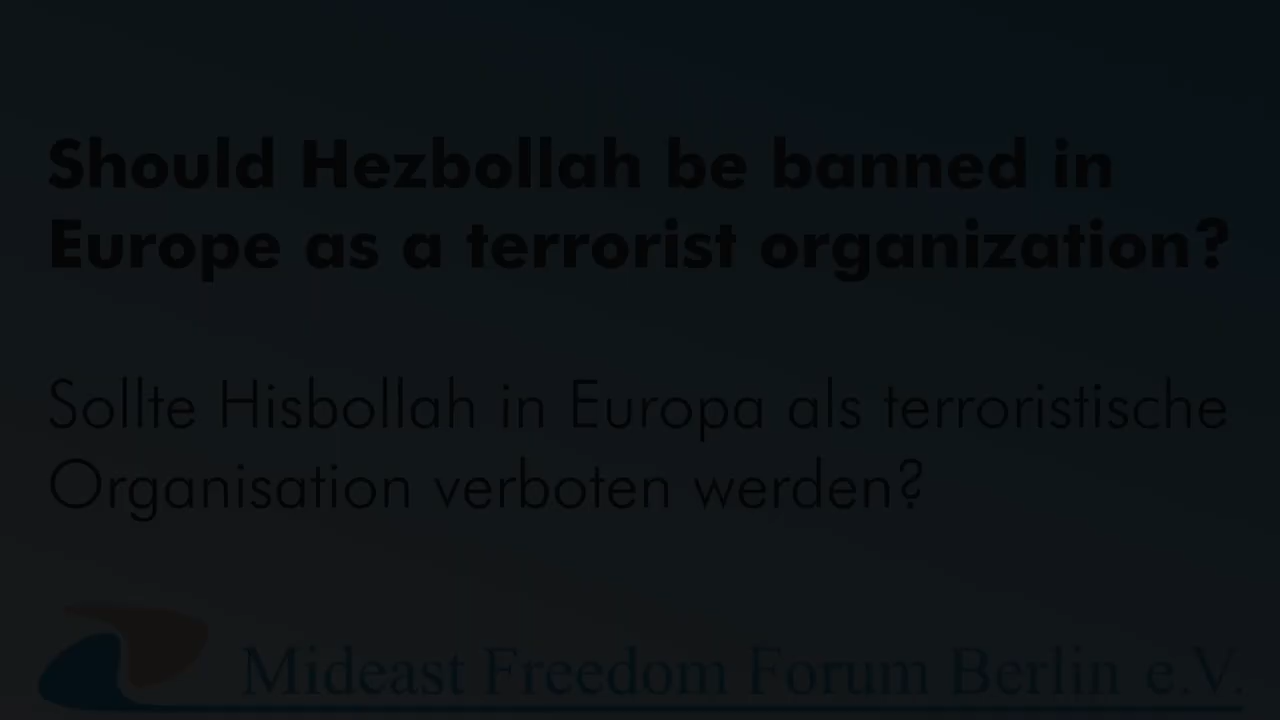 Should Hezbollah be banned in
Europe as a terrorist organization?
Sollte Hisbollah in Europa als terroristische
Organisation verboten werden?
Mideast Freedom Forum Berlin e.V.